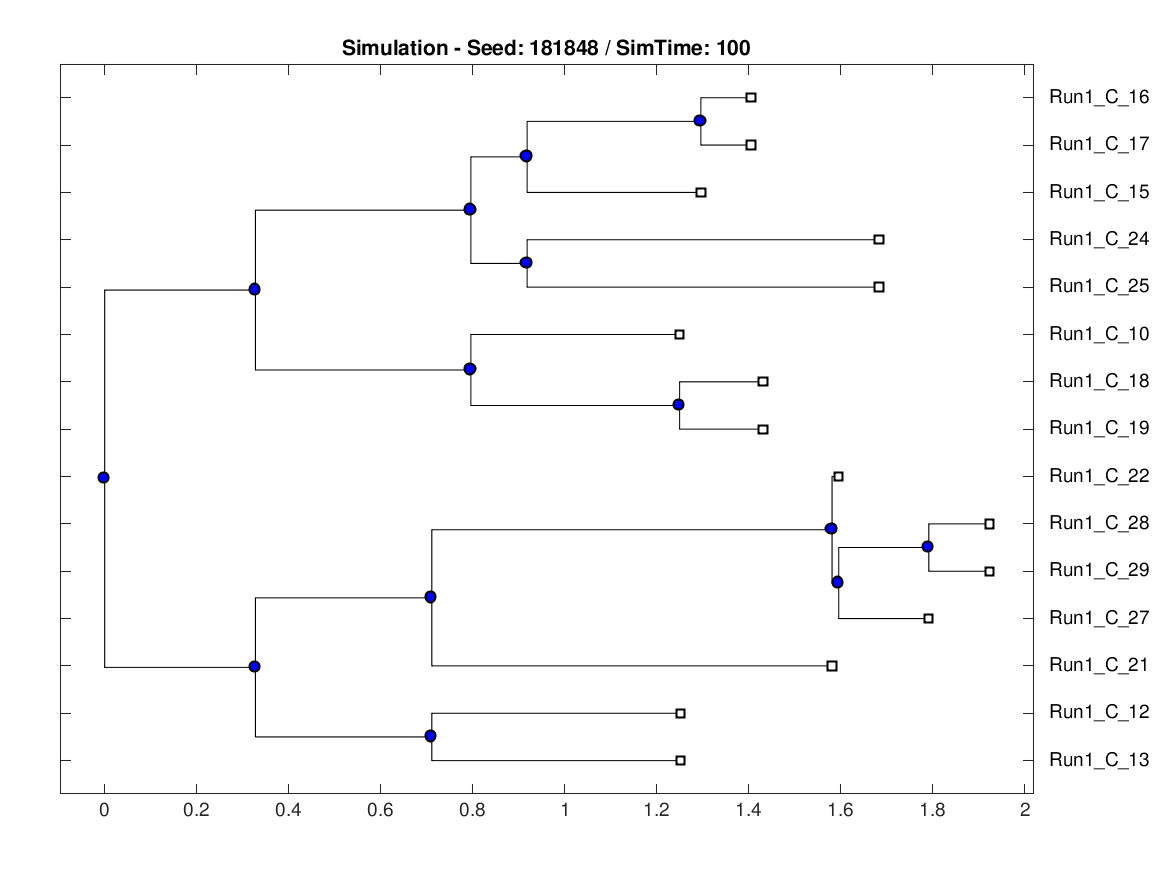 Simulation - Seed: 181848 / SimTime: 100
Run1_C_16
Run1_C_17
Run1_C_15
Run1_C_24
Run1_C_25
Run1_C_10
Run1_C_18
Run1_C_19
Run1_C_22
Run1_C_28
Run1_C_29
Run1_C_27
Run1_C_21
Run1_C_12
Run1_C_13
0 0.2 0.4 0.6 0.8 1 1.2 1.4 1.6 1.8 2